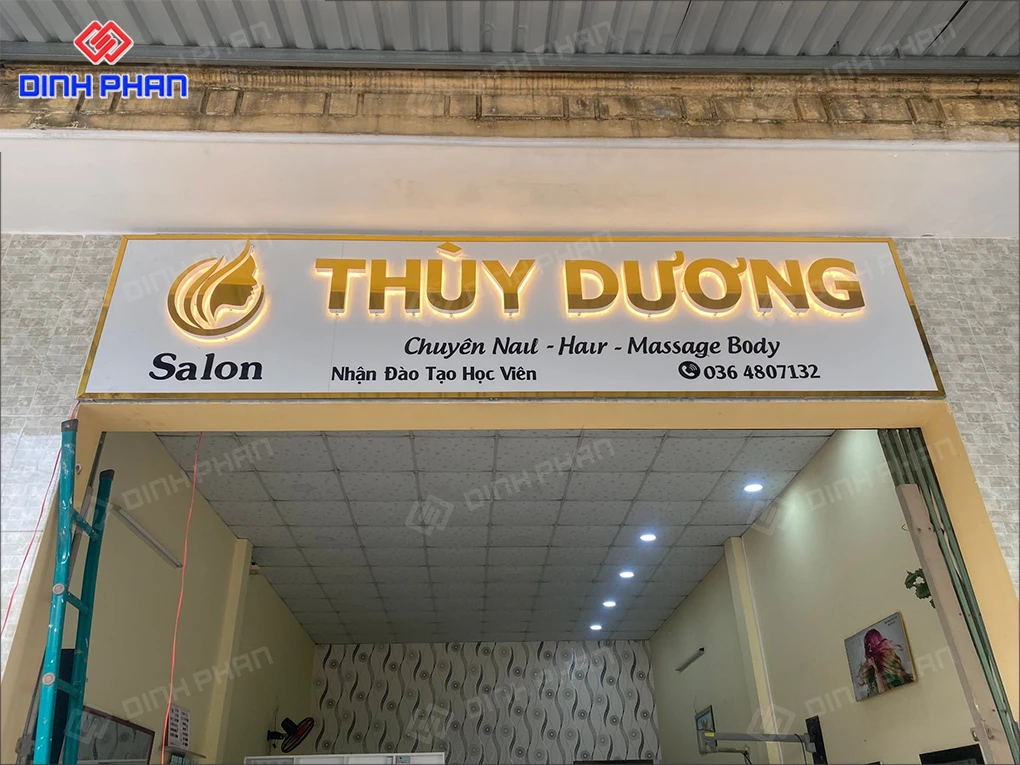 DINH PHAN
THÙY DƯƠNG
Salon
Chuyên Nail - Hair - Massage Body
Nhận Đào Tạo Học Viên
036 4807132